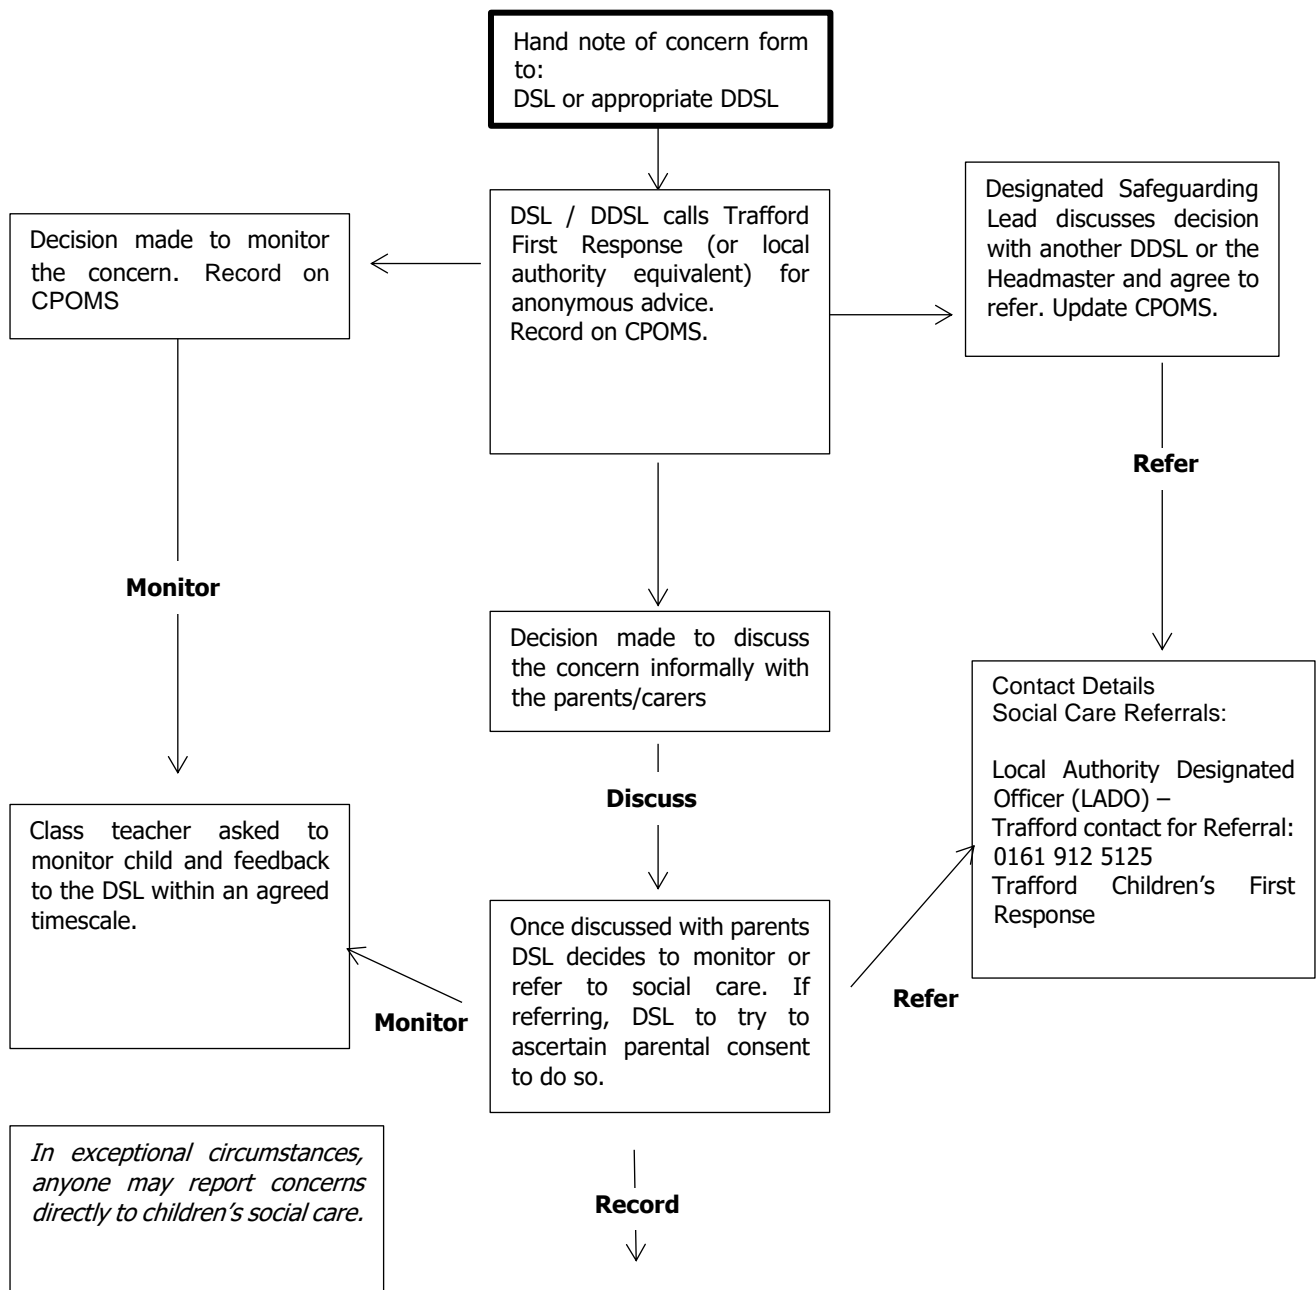 Hand note of concern form
to:
DSL or appropriate DDSL
DSL / DDSL calls Trafford
First Response (or local
authority equivalent) for
anonymous advice.
Record on CPOMS.
Decision made to monitor
the concern. Record on
CPOMS
Designated Safeguarding
Lead discusses decision
with another DDSL or the
Headmaster and agree to
refer. Update CPOMS.
Refer
Monitor
Decision made to discuss
the concern informally with
the parents/carers
Contact Details
Social Care Referrals:
Local Authority Designated
Officer (LADO) –
Trafford contact for Referral:
0161 912 5125
Trafford Children’s First
Response
Discuss
Class teacher asked to
monitor child and feedback
to the DSL within an agreed
timescale.
Once discussed with parents
DSL decides to monitor or
refer to social care. If
referring, DSL to try to
ascertain parental consent
to do so.
Monitor
Refer
In exceptional circumstances,
anyone may report concerns
directly to children’s social care.
Record